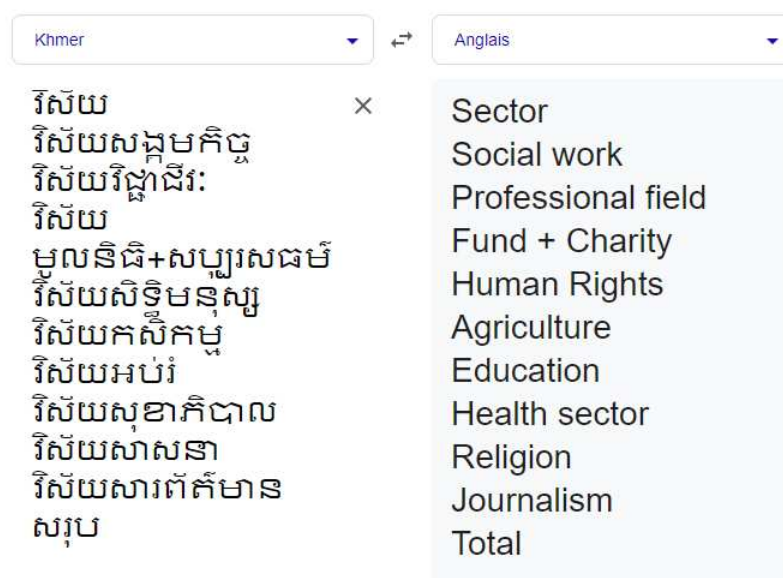 Khmer
Anglais
វិស័យ
វិស័យសង្គមកិច្ច
វិស័យវិជ្ជាជីវៈ
វិស័យ
មូលនិធិ+សប្បុរសធម៌
វិស័យសិទ្ធិមនុស្ស
វិស័យកសិកម្ម
វិស័យអប់រំ
វិស័យសុខាភិបាល
វិស័យសាសនា
វិស័យសារព័ត៌មាន
សរុប
Sector
Social work
Professional field
Fund + Charity
Human Rights
Agriculture
Education
Health sector
Religion
Journalism
Total